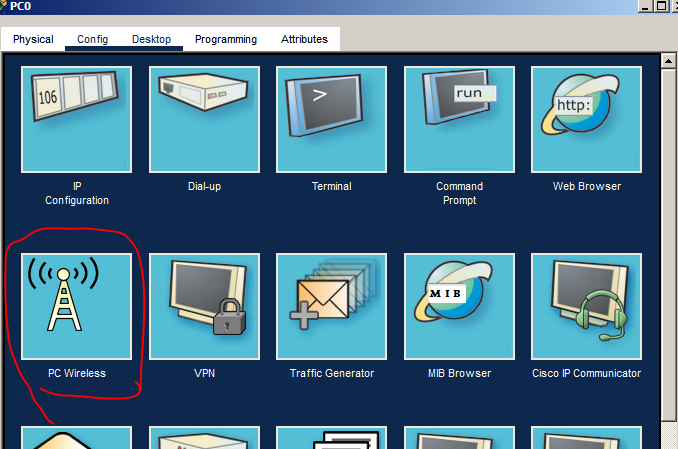 PC0
Physical Config Desktop Programming Attributes
106
>
run
http:
IP
Configuration
Dial-up
Terminal
Command
Prompt
Web Browser
MIB
PC Wireless
VPN
Traffic Generator
MIB Browser
Cisco IP Communicator